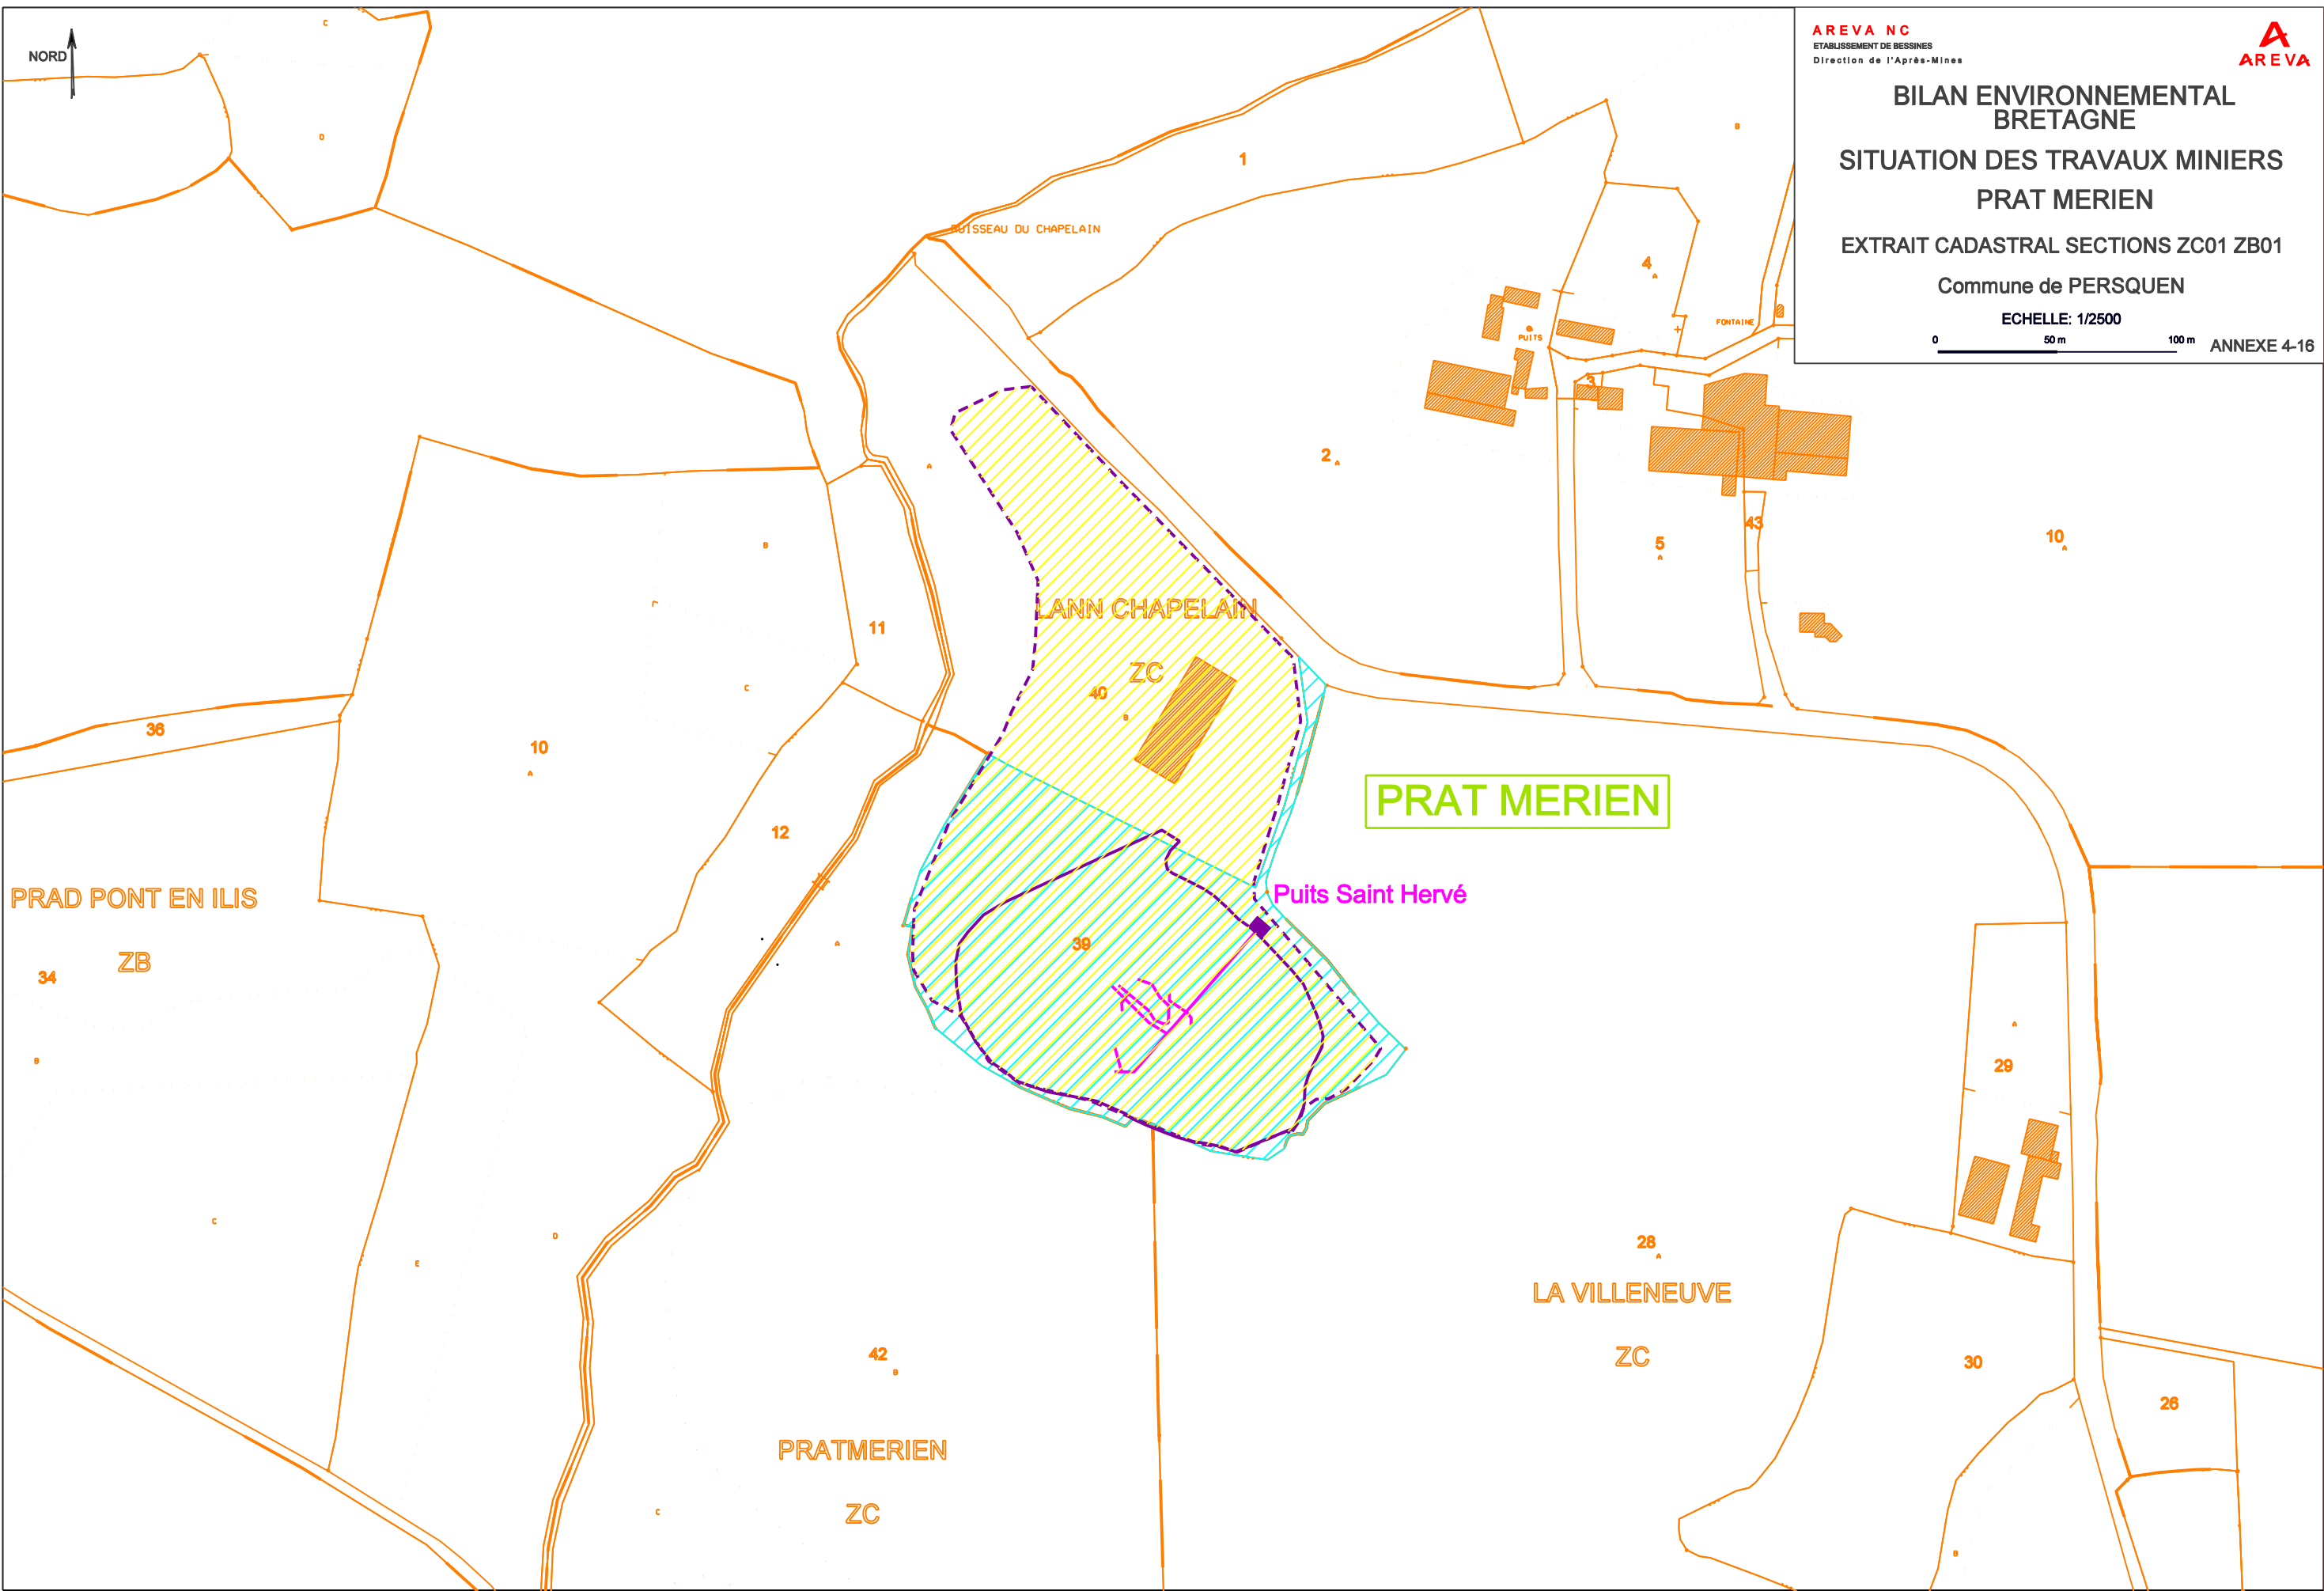 NORD
AREVA NC
ETABLISSEMENT DE BESSINES
Direction de l'Après-Mines
AREVA
BILAN ENVIRONNEMENTAL
BRETAGNE
SITUATION DES TRAVAUX MINIERS
PRAT MERIEN
EXTRAIT CADASTRAL SECTIONS ZC01 ZB01
Commune de PERSQUEN
ECHELLE: 1/2500
0 50 m 100 m
ANNEXE 4-16
C
D
B
1
RUISSEAU DU CHAPELAIN
4
A
PUITS
FONTAINE
3
2
A
A
43
10
A
5
A
B
LANN CHAPELAIN
11
ZC
40
B
C
36
10
A
PRAT MERIEN
12
PRAD PONT EN ILIS
Puits Saint Hervé
39
A
ZB
34
B
A
29
C
D
E
28
A
LA VILLENEUVE
ZC
42
B
30
26
PRATMERIEN
ZC
C
B